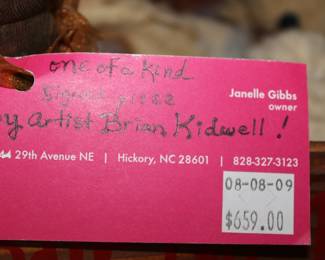 one of a kind
signed piece
by Artist Brian Kidwell!
Janelle Gibbs
owner
29th Avenue NE | Hickory, NC 28601 | 828-327-3123
08-08-09
$659.00